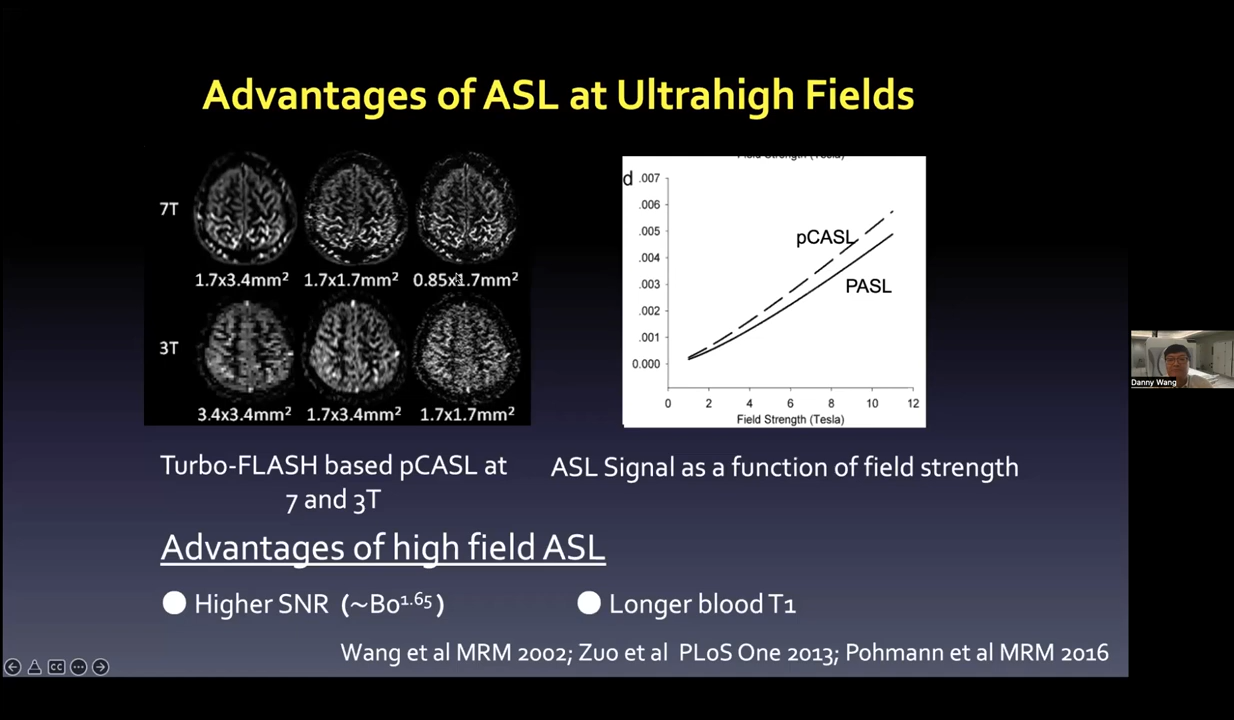 Advantages of ASL at Ultrahigh Fields
7T
1.7x3.4mm²
1.7x1.7mm²
0.85x1.7mm²
3T
3.4x3.4mm²
1.7x3.4mm²
1.7x1.7mm²
Turbo-FLASH based pCASL at
7 and 3T
d
.007
.006
.005
.004
.003
.002
.001
0.000
pCASL
PASL
0 2 4 6 8 10 12
Field Strength (Tesla)
ASL Signal as a function of field strength
Advantages of high field ASL
Higher SNR (~Bo¹·⁶⁵)
Longer blood T1
Wang et al MRM 2002; Zuo et al PLoS One 2013; Pohmann et al MRM 2016
CC
Danny Wang